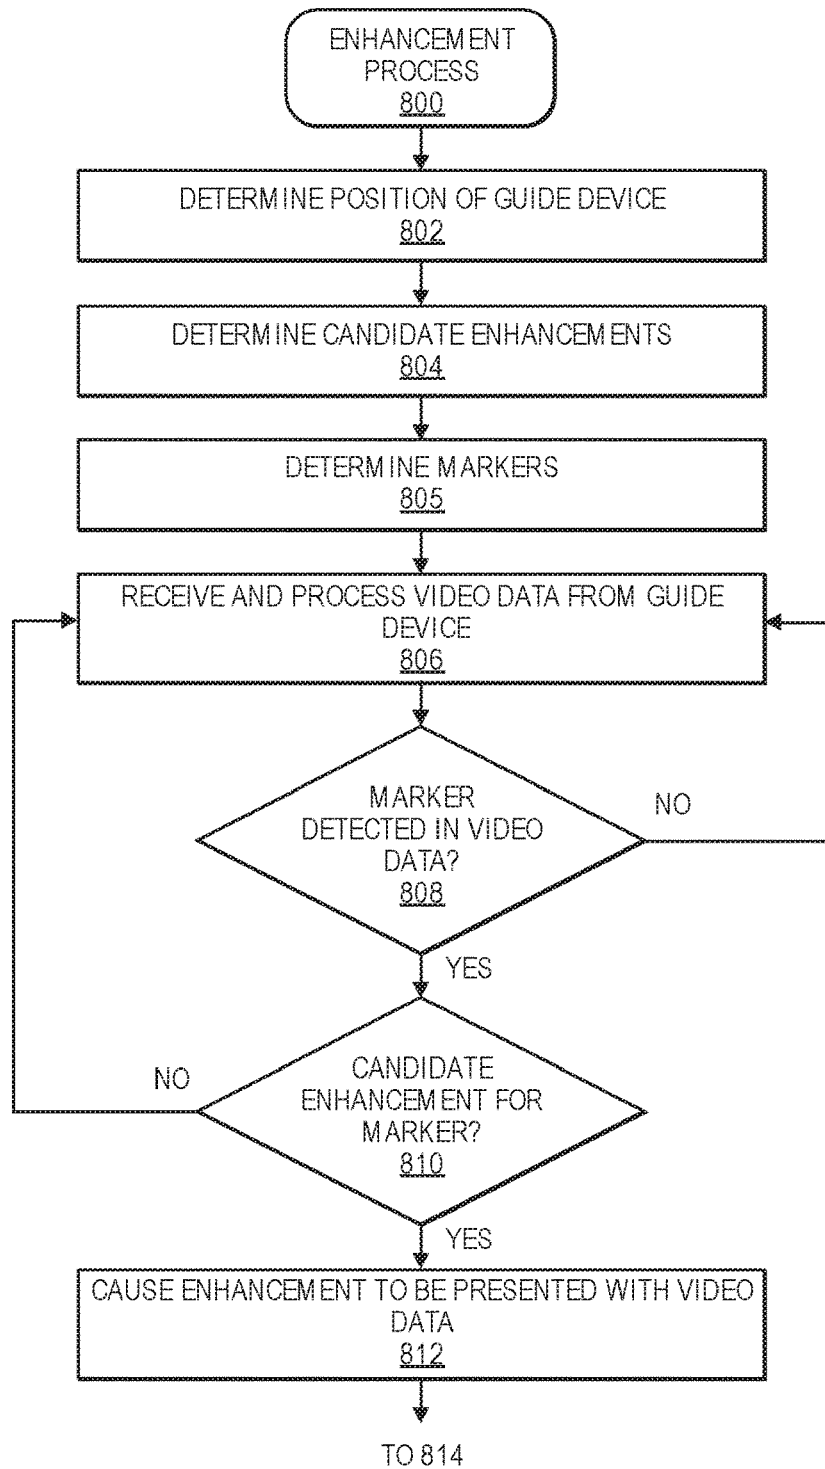 ENHANCEMENT
PROCESS
800
DETERMINE POSITION OF GUIDE DEVICE
802
DETERMINE CANDIDATE ENHANCEMENTS
804
DETERMINE MARKERS
805
RECEIVE AND PROCESS VIDEO DATA FROM GUIDE
DEVICE
806
MARKER
DETECTED IN VIDEO
DATA?
808
NO
YES
CANDIDATE
ENHANCEMENT FOR
MARKER?
810
NO
YES
CAUSE ENHANCEMENT TO BE PRESENTED WITH VIDEO
DATA
812
TO 814